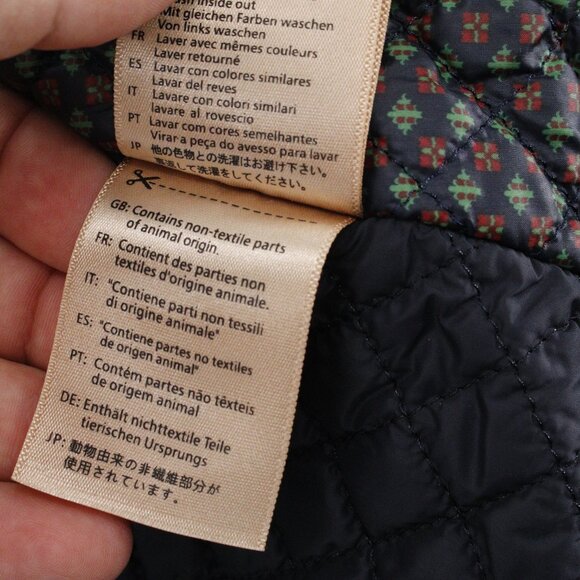 inside out
Mit gleichen Farben waschen
Von links waschen
FR Laver avec mêmes couleurs
Laver retourné
ES Lavar con colores similares
Lavar del reves
IT Lavare con colori similari
lavare al rovescio
PT Lavar com cores semelhantes
Virar a peça do avesso para lavar
JP 他の色物との洗濯はお避け下さい。
裏返して洗濯をしてください。
GB: Contains non-textile parts
of animal origin.
FR: Contient des parties non
textiles d'origine animale.
IT: "Contiene parti non tessili
di origine animale"
ES: "Contiene partes no textiles
de origen animal"
PT: Contém partes não têxteis
de origem animal
DE: Enthält nichttextile Teile
tierischen Ursprungs
JP: 動物由来の非繊維部分が
使用されています。